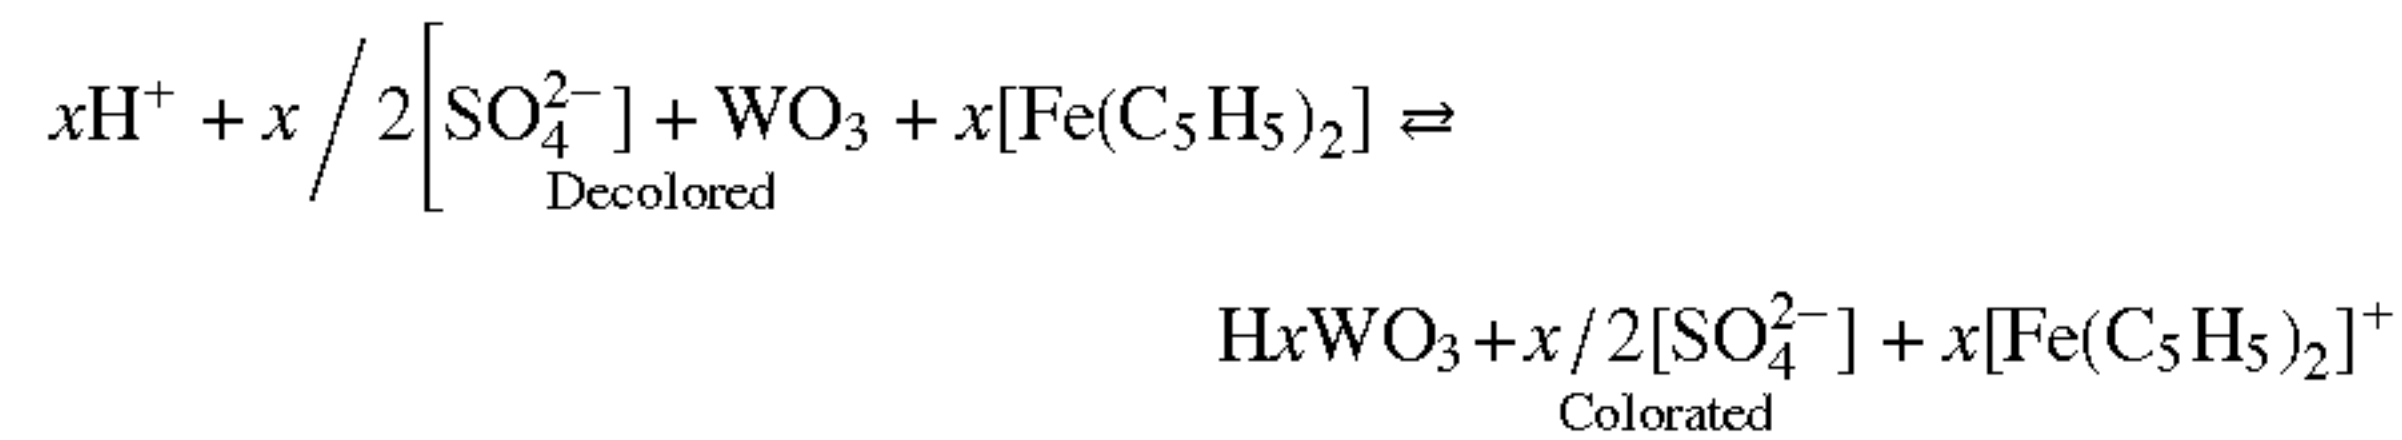 xH⁺ + x / 2[SO₄²⁻] + WO₃ + x[Fe(C₅H₅)₂] ⇄
Decolored
HxWO₃ + x/2[SO₄²⁻] + x[Fe(C₅H₅)₂]⁺
Colorated